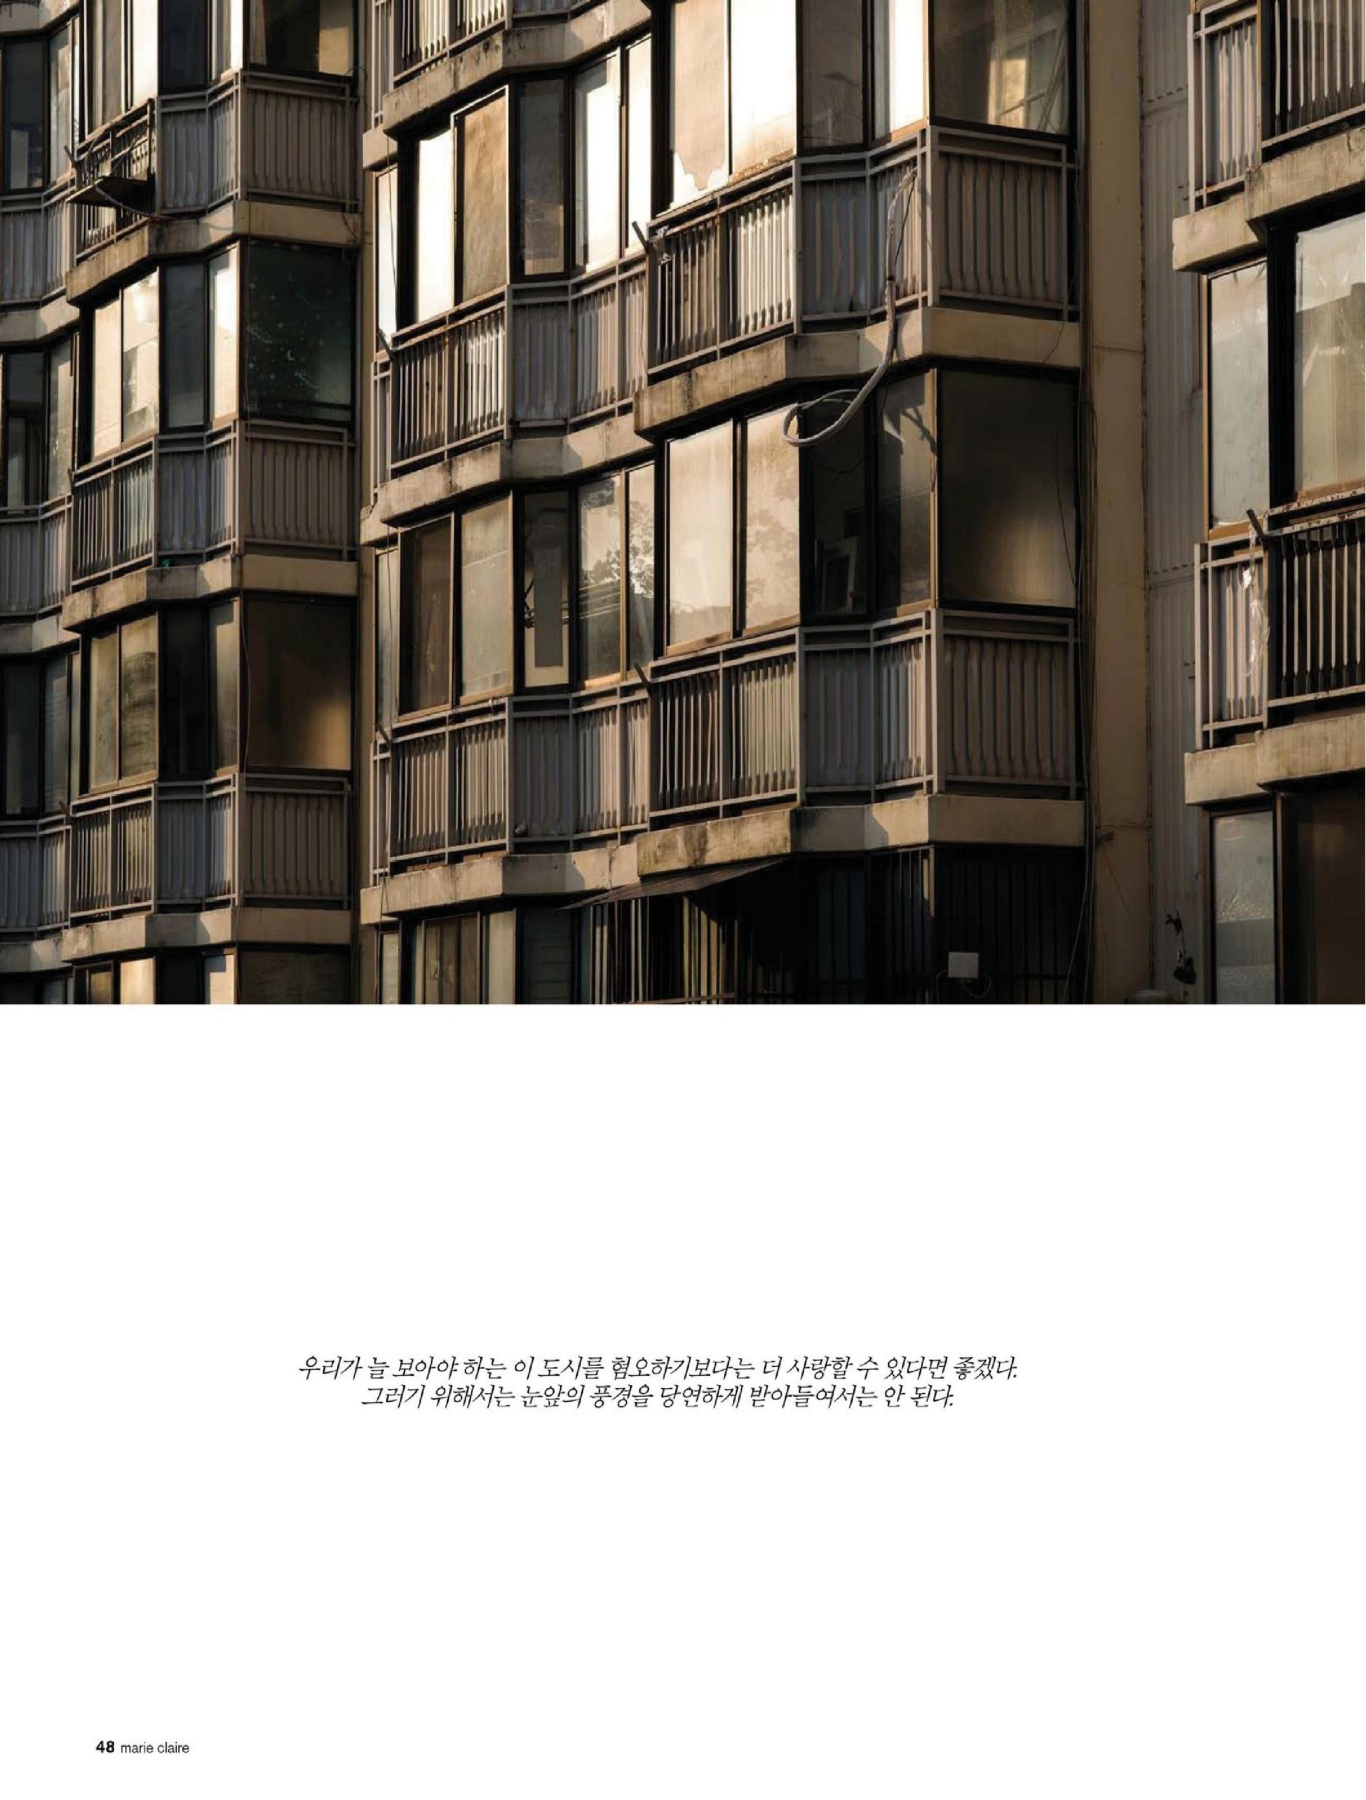 우리가 늘 보아야 하는 이 도시를 혐오하기보다는 더 사랑할 수 있다면 좋겠다.
그러기 위해서는 눈앞의 풍경을 당연하게 받아들여서는 안 된다.
48 marie claire